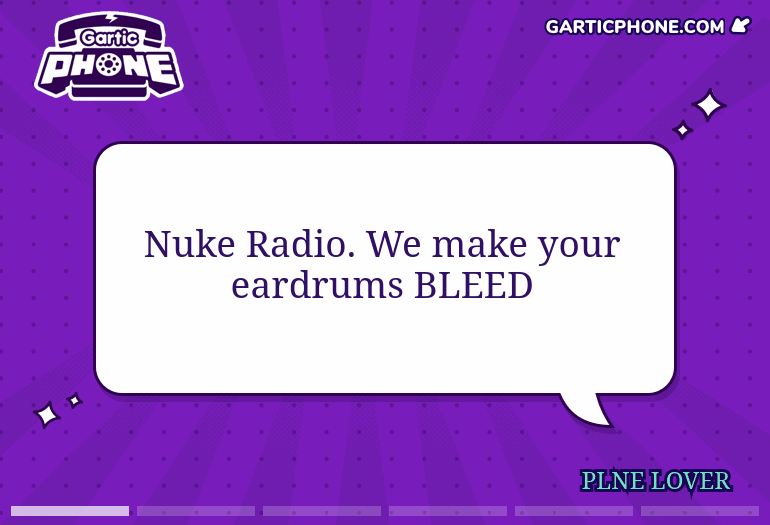 Gartic
PHONE
GARTICPHONE.COM
Nuke Radio. We make your
eardrums BLEED
PLNE LOVER